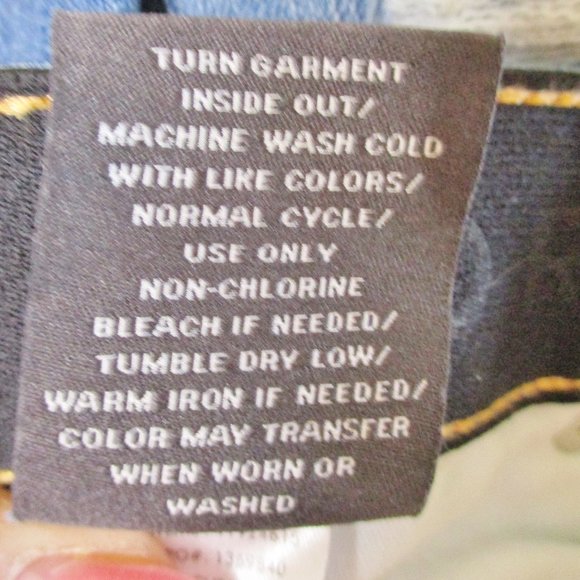 TURN GARMENT
INSIDE OUT/
MACHINE WASH COLD
WITH LIKE COLORS/
NORMAL CYCLE/
USE ONLY
NON-CHLORINE
BLEACH IF NEEDED/
TUMBLE DRY LOW/
WARM IRON IF NEEDED/
COLOR MAY TRANSFER
WHEN WORN OR
WASHED